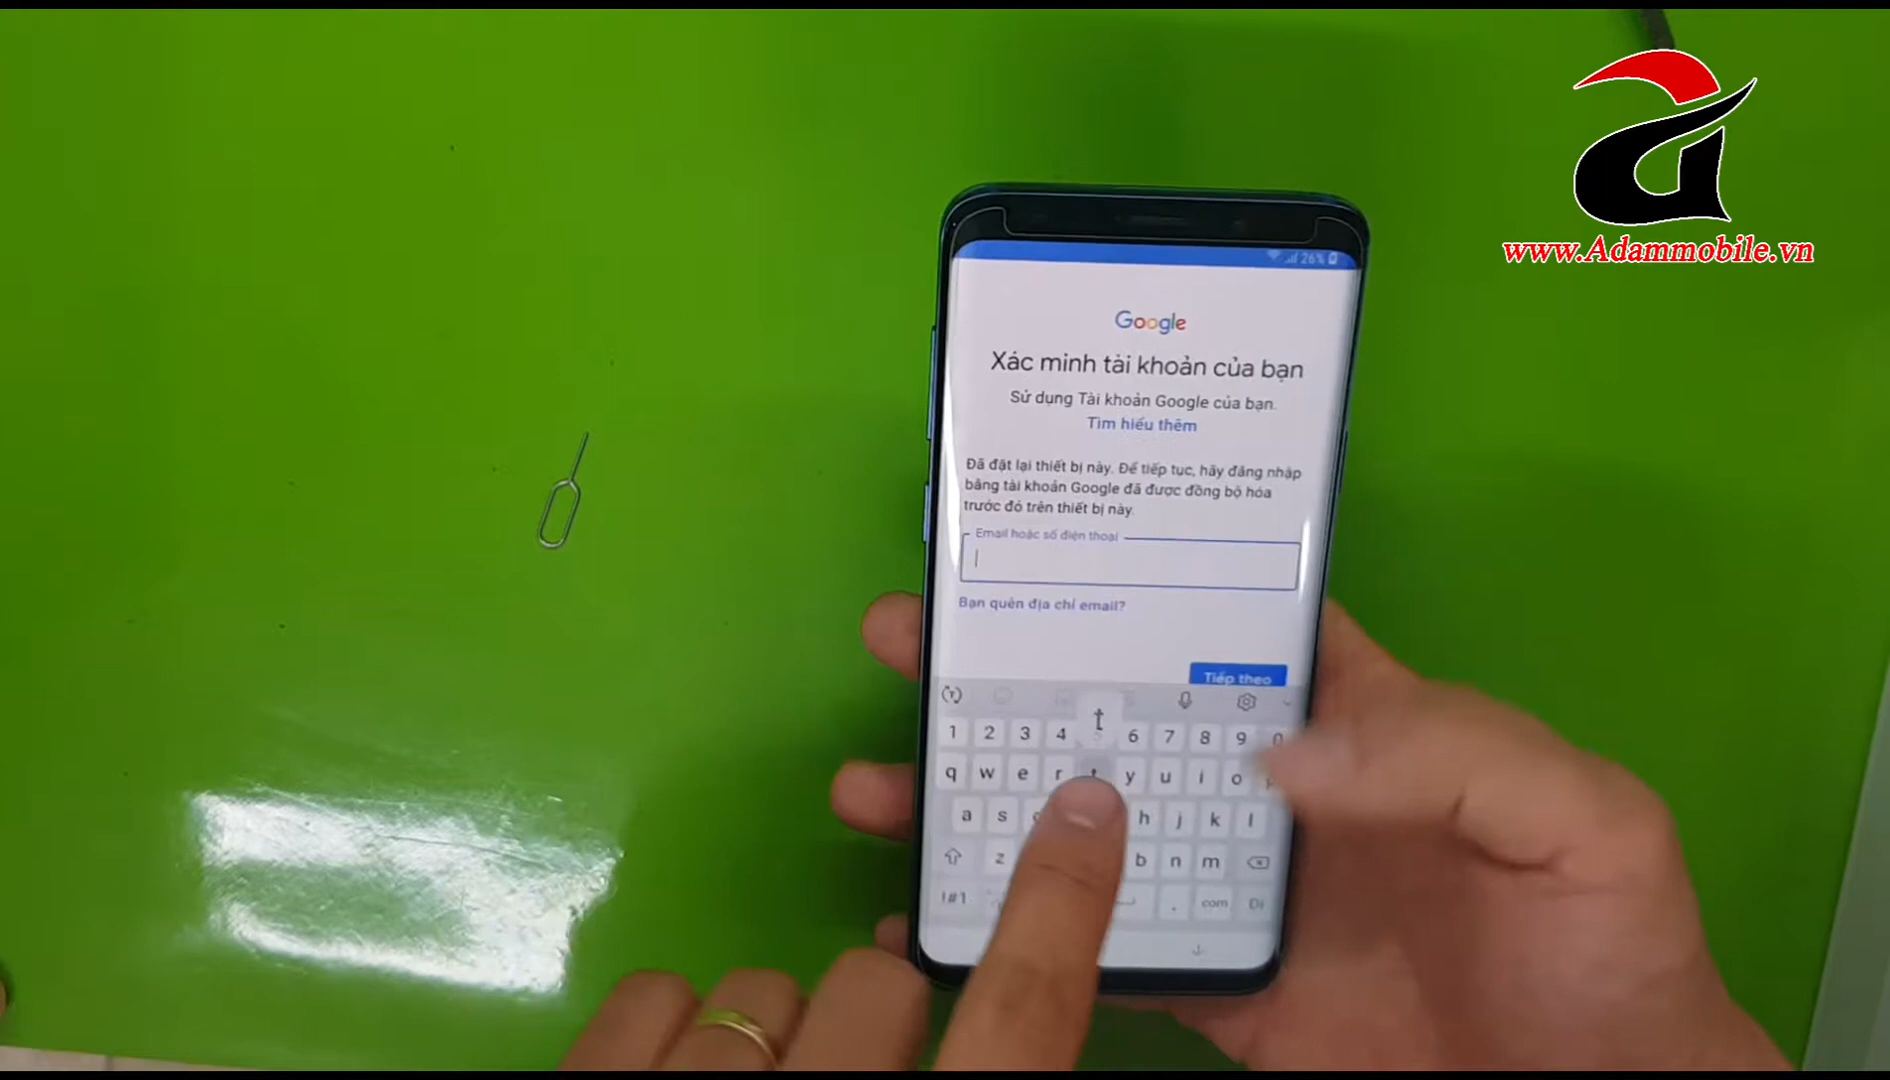 www.Adammobile.vn
26%
Google
Xác minh tài khoản của bạn
Sử dụng Tài khoản Google của bạn.
Tìm hiểu thêm
Đã đặt lại thiết bị này. Để tiếp tục, hãy đăng nhập
bằng tài khoản Google đã được đồng bộ hóa
trước đó trên thiết bị này.
Email hoặc số điện thoại
Bạn quên địa chỉ email?
Tiếp theo
t
1 2 3 4 6 7 8 9 0
q w e r t y u i o
a s h j k l
z b n m
!#1 . com Di